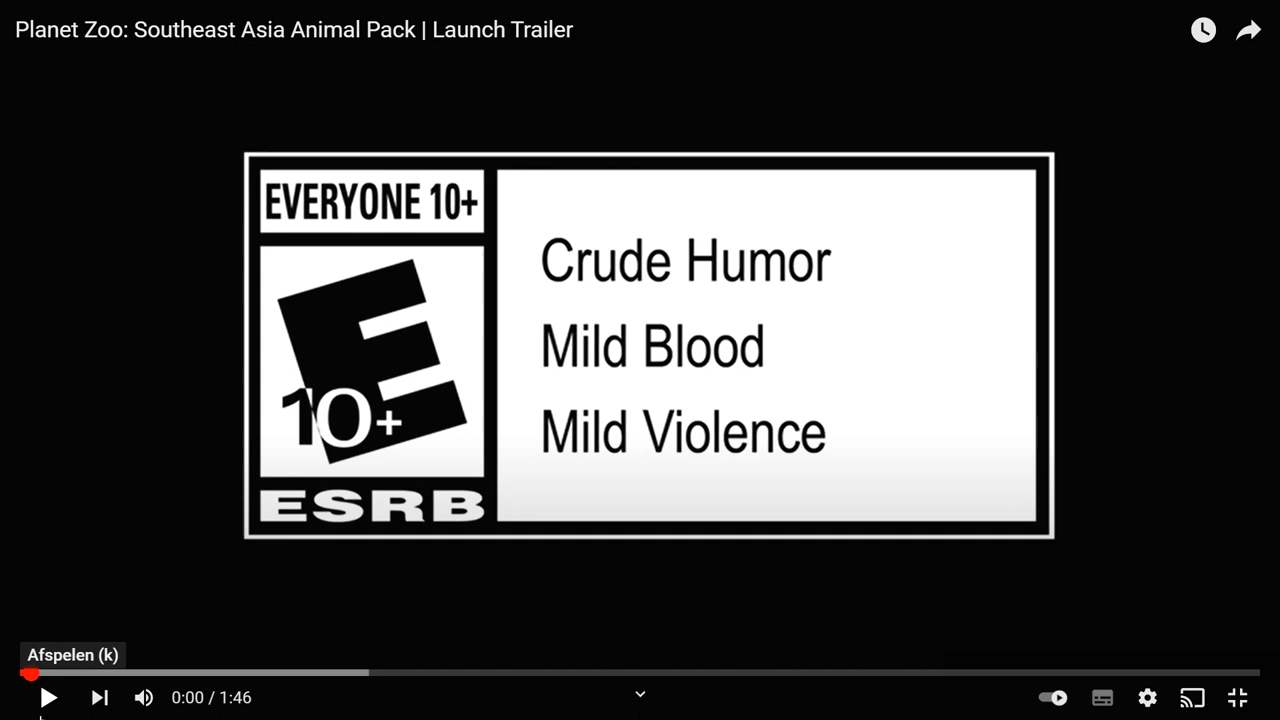 Planet Zoo: Southeast Asia Animal Pack | Launch Trailer
EVERYONE 10+
E
10+
ESRB
Crude Humor
Mild Blood
Mild Violence
Afspelen (k)
0:00 / 1:46